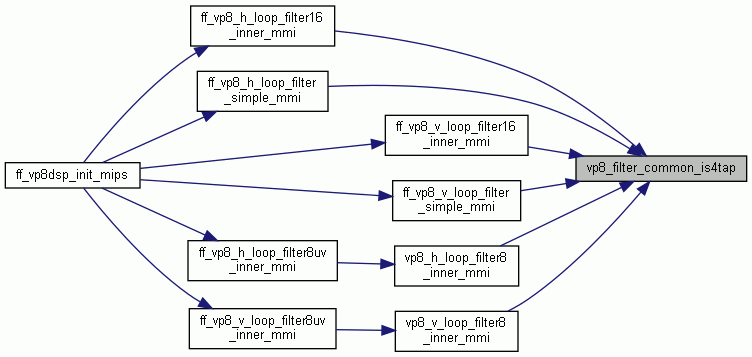 ff_vp8_h_loop_filter16
_inner_mmi
ff_vp8_h_loop_filter
_simple_mmi
ff_vp8_v_loop_filter16
_inner_mmi
vp8_filter_common_is4tap
ff_vp8dsp_init_mips
ff_vp8_v_loop_filter
_simple_mmi
ff_vp8_h_loop_filter8uv
_inner_mmi
vp8_h_loop_filter8
_inner_mmi
ff_vp8_v_loop_filter8uv
_inner_mmi
vp8_v_loop_filter8
_inner_mmi